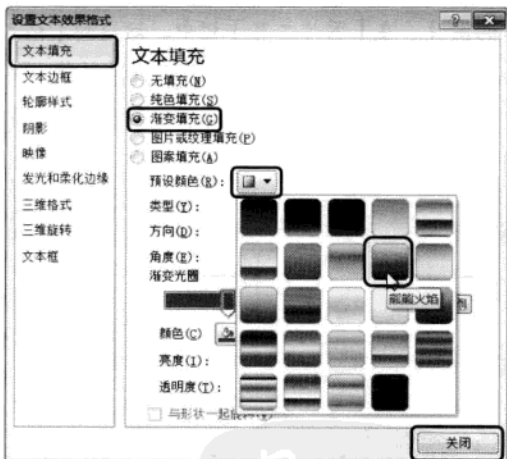 设置文本效果格式
文本填充
文本边框
轮廓样式
阴影
映像
发光和柔化边缘
三维格式
三维旋转
文本框
文本填充
无填充(N)
纯色填充(S)
渐变填充(G)
图片或纹理填充(P)
图案填充(A)
预设颜色(R):
类型(Y):
方向(D):
角度(E):
渐变光圈
熊熊火焰
颜色(C)
亮度(I):
透明度(T):
与形状一起
关闭